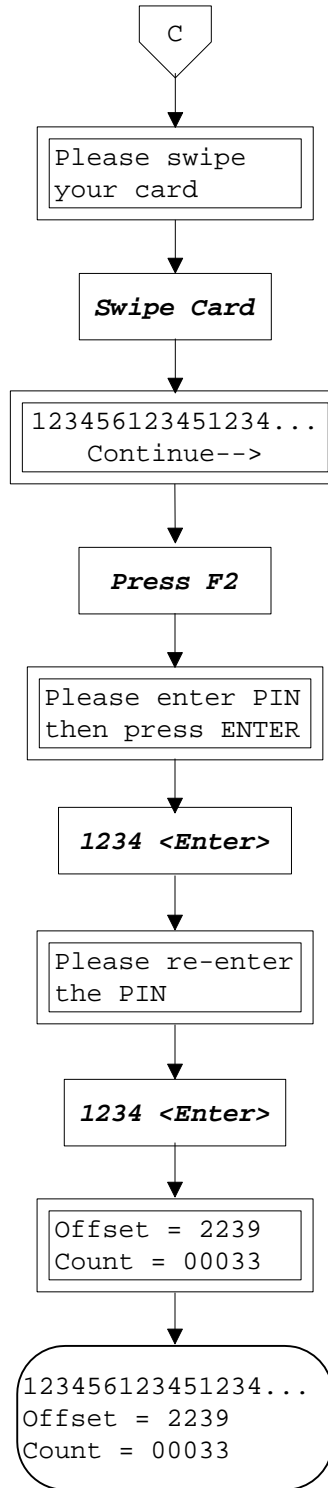 C
Please swipe
your card
Swipe Card
123456123451234...
Continue-->
Press F2
Please enter PIN
then press ENTER
1234 <Enter>
Please re-enter
the PIN
1234 <Enter>
Offset = 2239
Count = 00033
123456123451234...
Offset = 2239
Count = 00033